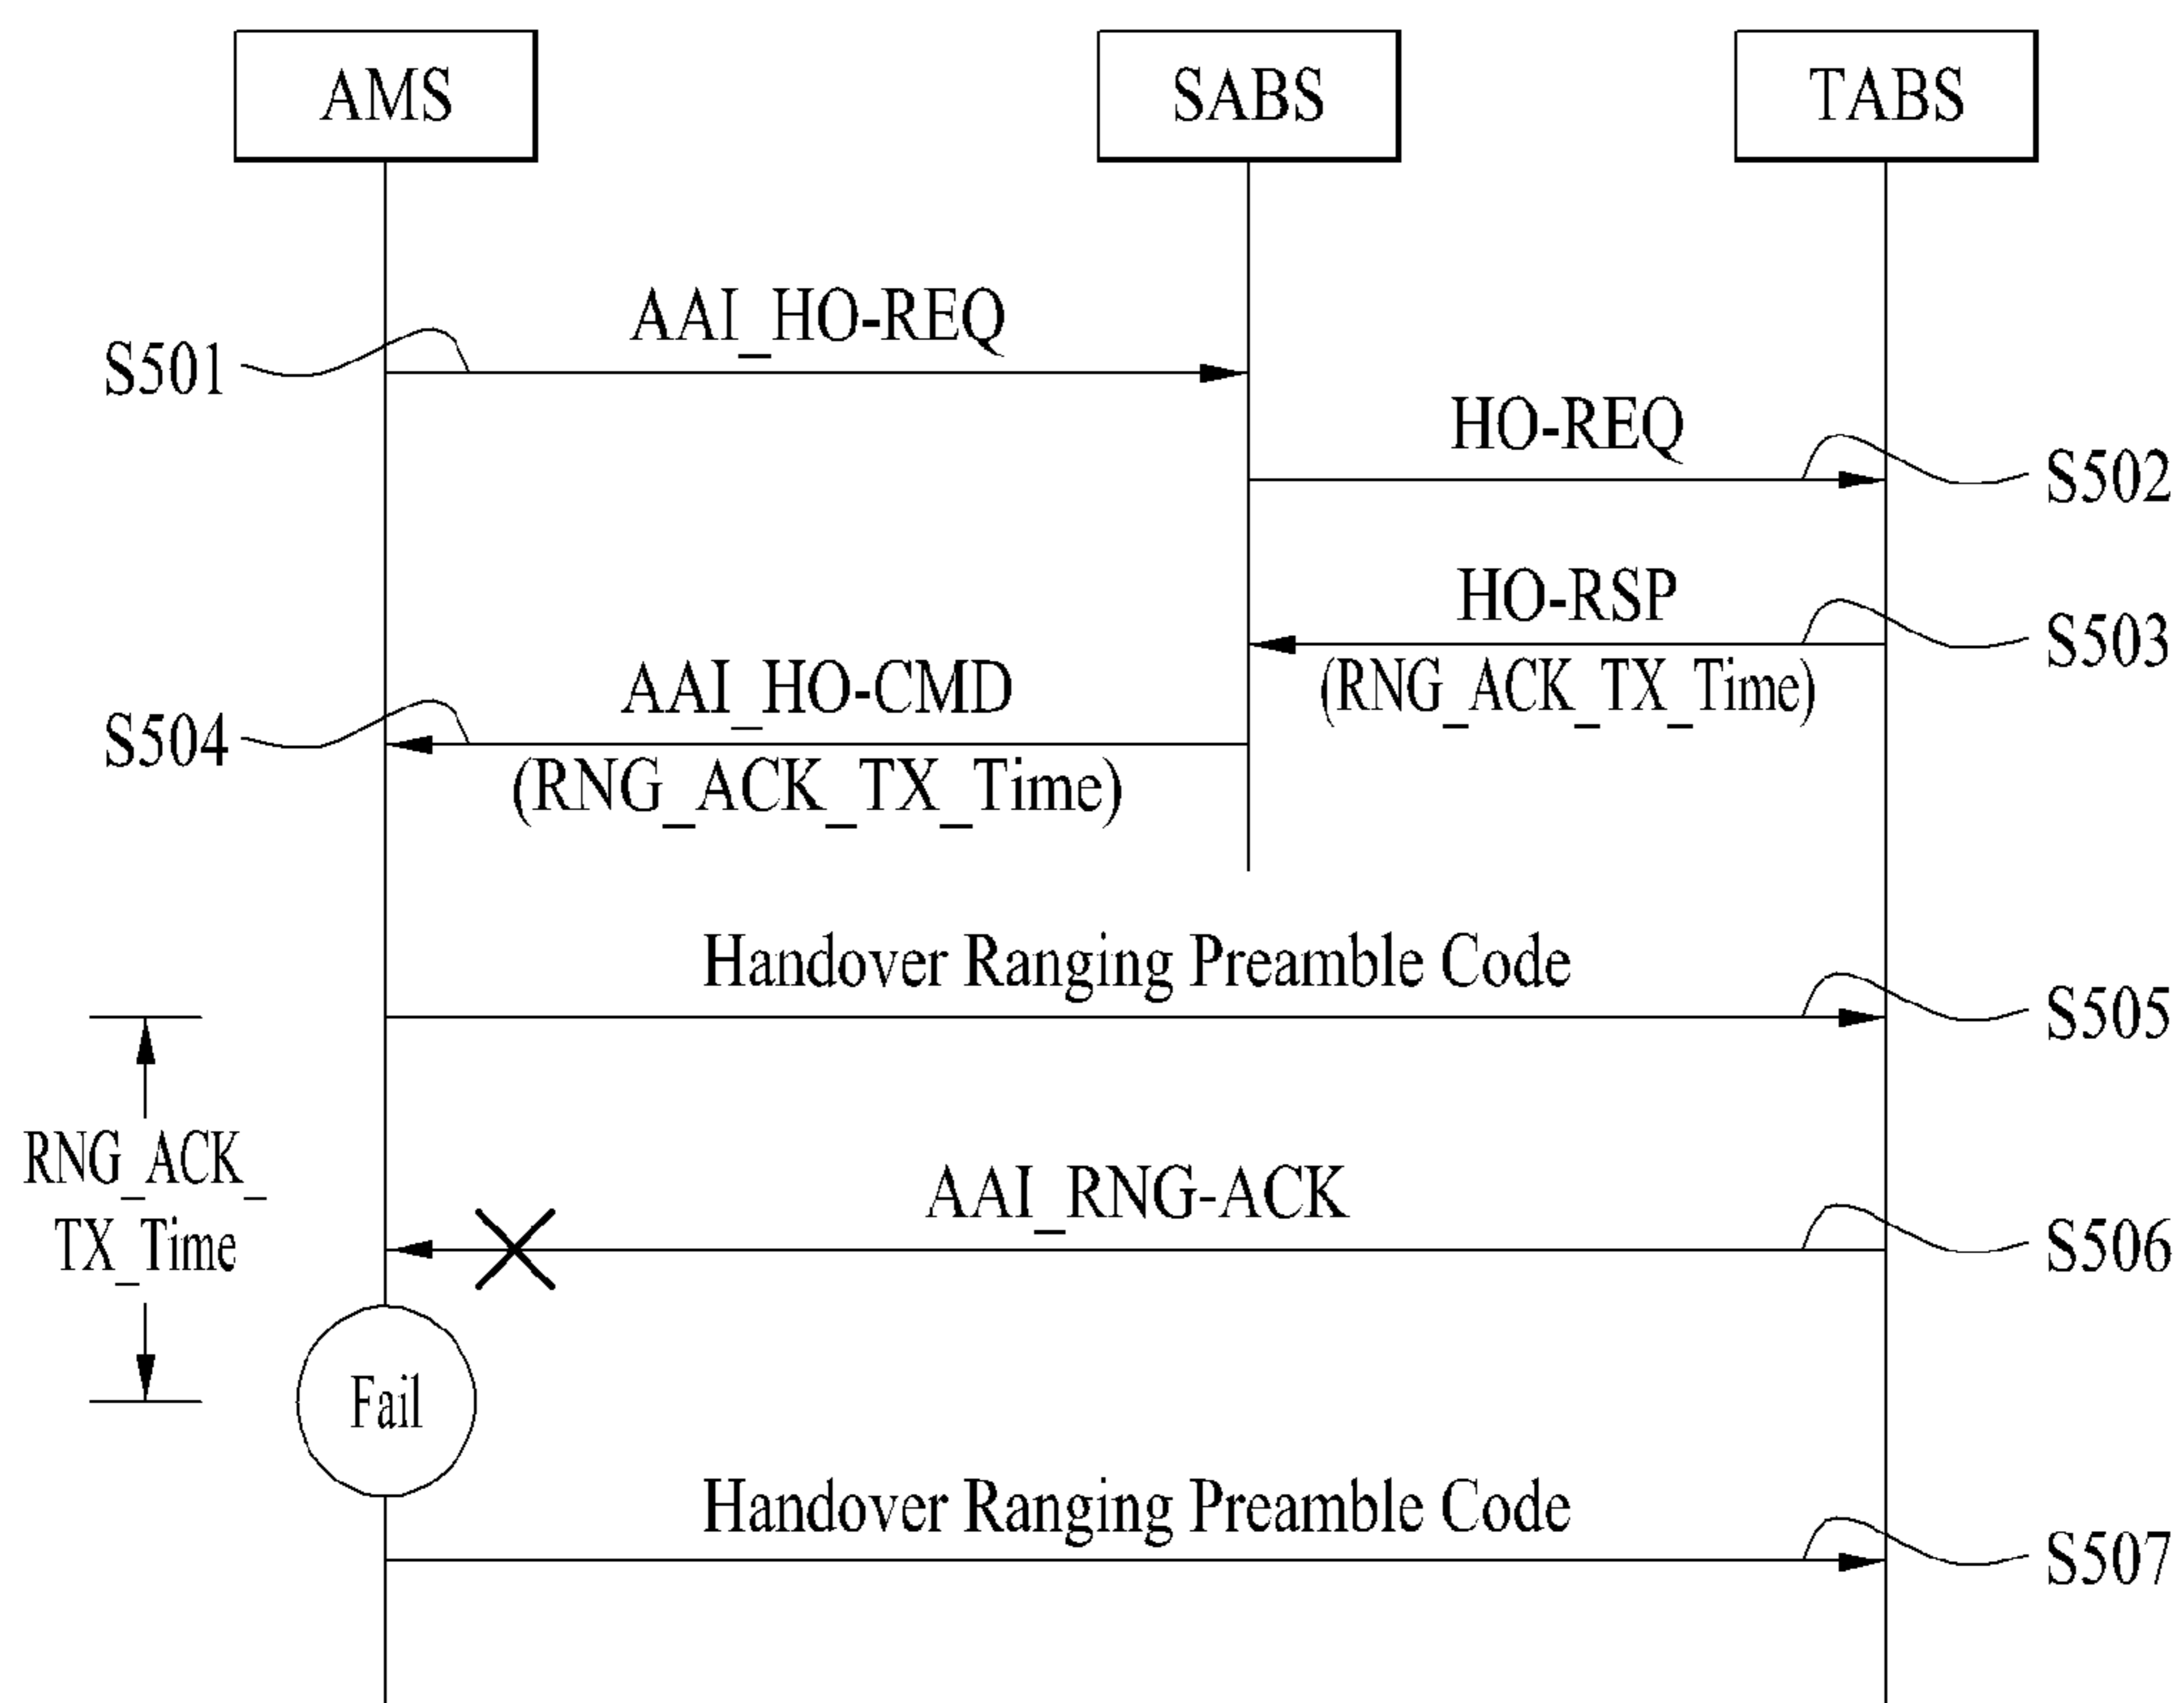 AMS
SABS
TABS
AAI_HO-REQ
S501
HO-REQ
S502
HO-RSP
S503
(RNG_ACK_TX_Time)
AAI_HO-CMD
S504
(RNG_ACK_TX_Time)
Handover Ranging Preamble Code
S505
RNG_ACK_
TX_Time
AAI_RNG-ACK
S506
Fail
Handover Ranging Preamble Code
S507